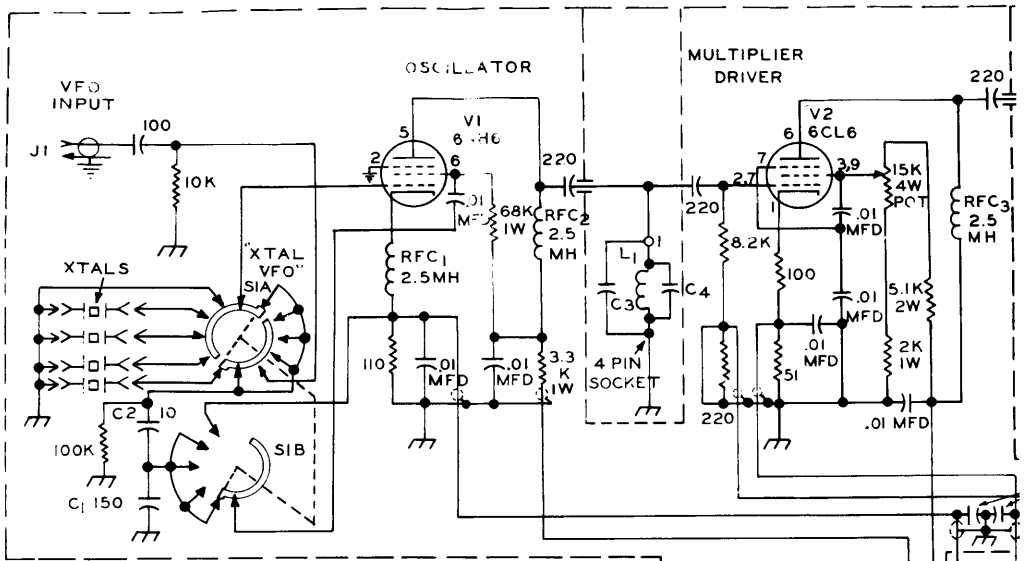 OSCILLATOR
MULTIPLIER
DRIVER
220
VFO
INPUT
100
J1
10K
V1
5
2
6
.01
MFD
68K
1W
220
RFC2
2.5
MH
RFC1
2.5MH
"XTAL
VFO"
S1A
XTALS
110
.01
MFD
.01
MFD
3.3
K
1W
C2
10
100K
C1 150
S1B
1
L1
C3
C4
4 PIN
SOCKET
220
V2
6CL6
6
7
2,7
3,9
1
15K
4W
POT
.01
MFD
RFC3
2.5
MH
8.2K
100
.01
MFD
5.1K
2W
.01
MFD
2K
1W
51
220
.01 MFD